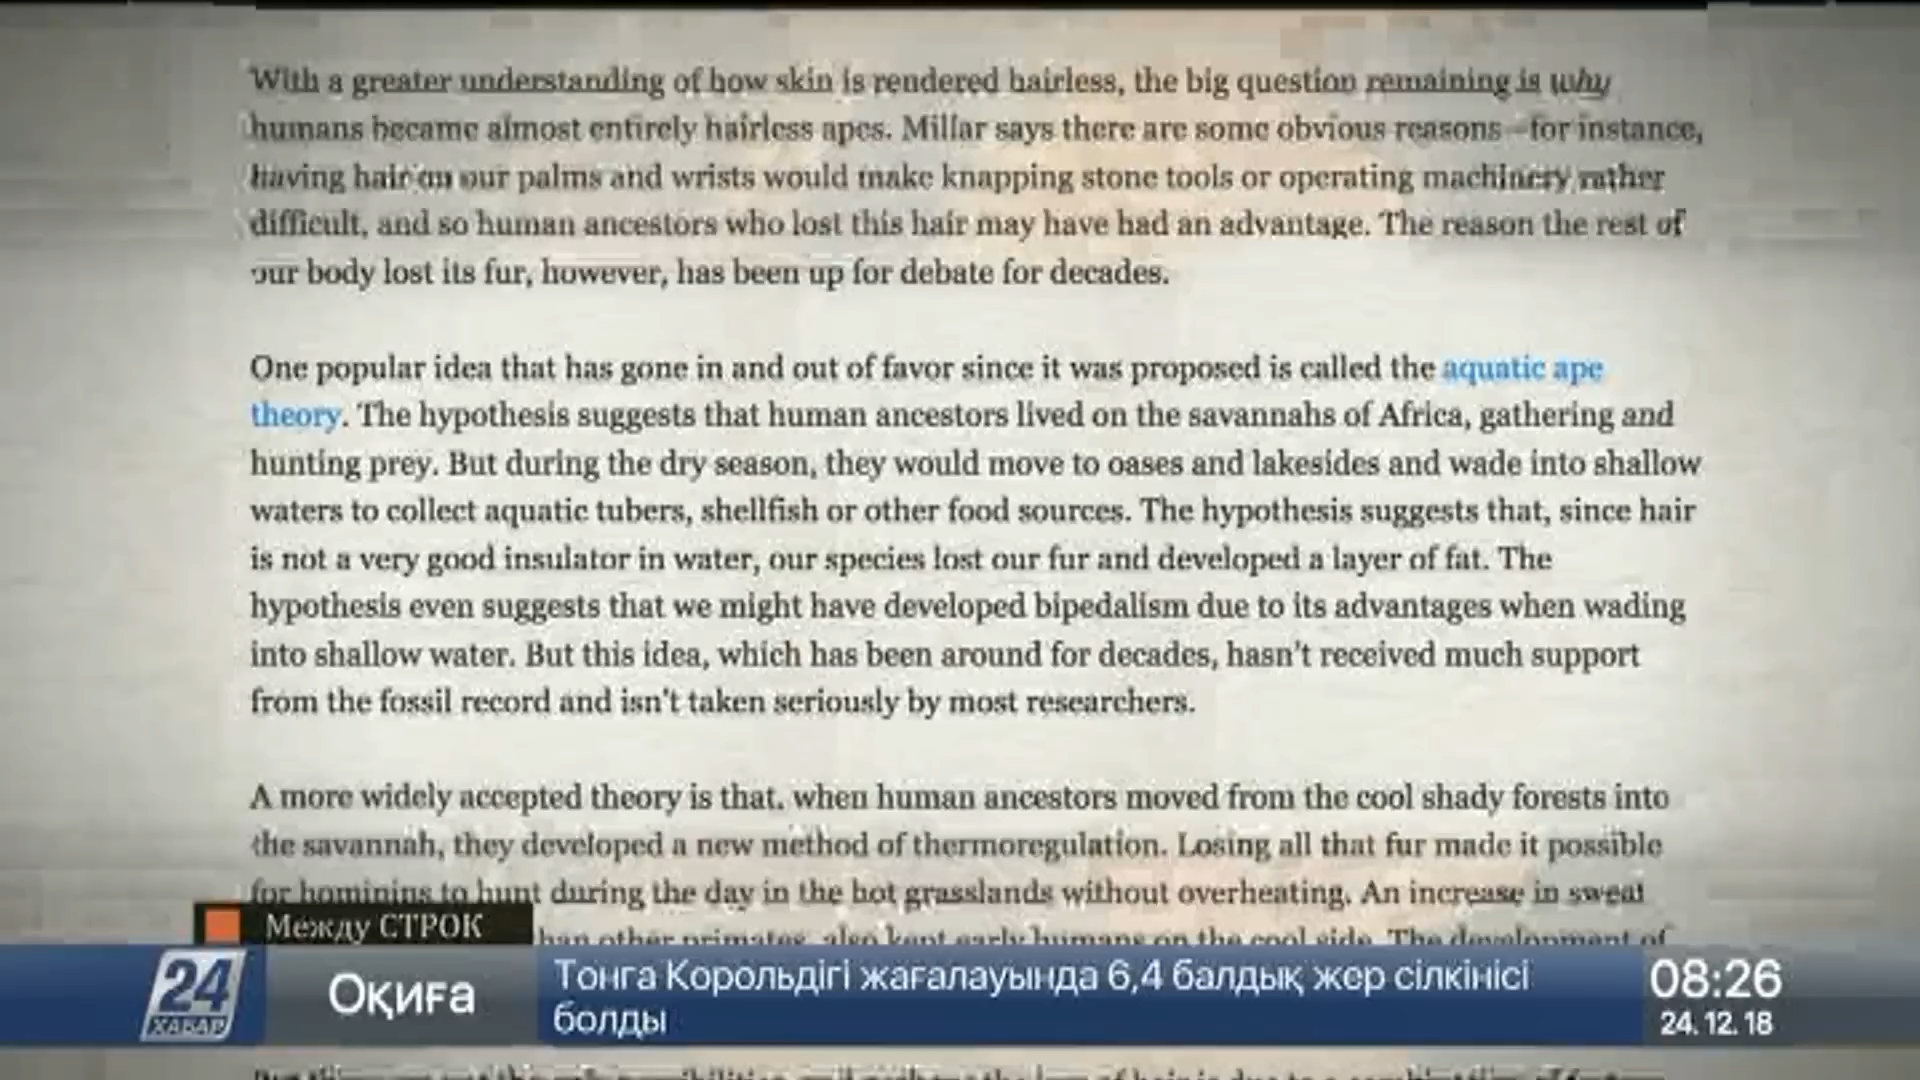 With a greater understanding of how skin is rendered hairless, the big question remaining is why
humans became almost entirely hairless apes. Millar says there are some obvious reasons—for instance,
having hair on our palms and wrists would make knapping stone tools or operating machinery rather
difficult, and so human ancestors who lost this hair may have had an advantage. The reason the rest of
our body lost its fur, however, has been up for debate for decades.
One popular idea that has gone in and out of favor since it was proposed is called the aquatic ape
theory. The hypothesis suggests that human ancestors lived on the savannahs of Africa, gathering and
hunting prey. But during the dry season, they would move to oases and lakesides and wade into shallow
waters to collect aquatic tubers, shellfish or other food sources. The hypothesis suggests that, since hair
is not a very good insulator in water, our species lost our fur and developed a layer of fat. The
hypothesis even suggests that we might have developed bipedalism due to its advantages when wading
into shallow water. But this idea, which has been around for decades, hasn't received much support
from the fossil record and isn't taken seriously by most researchers.
A more widely accepted theory is that, when human ancestors moved from the cool shady forests into
the savannah, they developed a new method of thermoregulation. Losing all that fur made it possible
for hominins to hunt during the day in the hot grasslands without overheating. An increase in sweat
than other primates, also kept early humans on the cool side. The development of
Между СТРОК
24
ХАБАР
Оқиға
Тонга Корольдігі жағалауында 6,4 балдық жер сілкінісі
болды
08:26
24.12.18